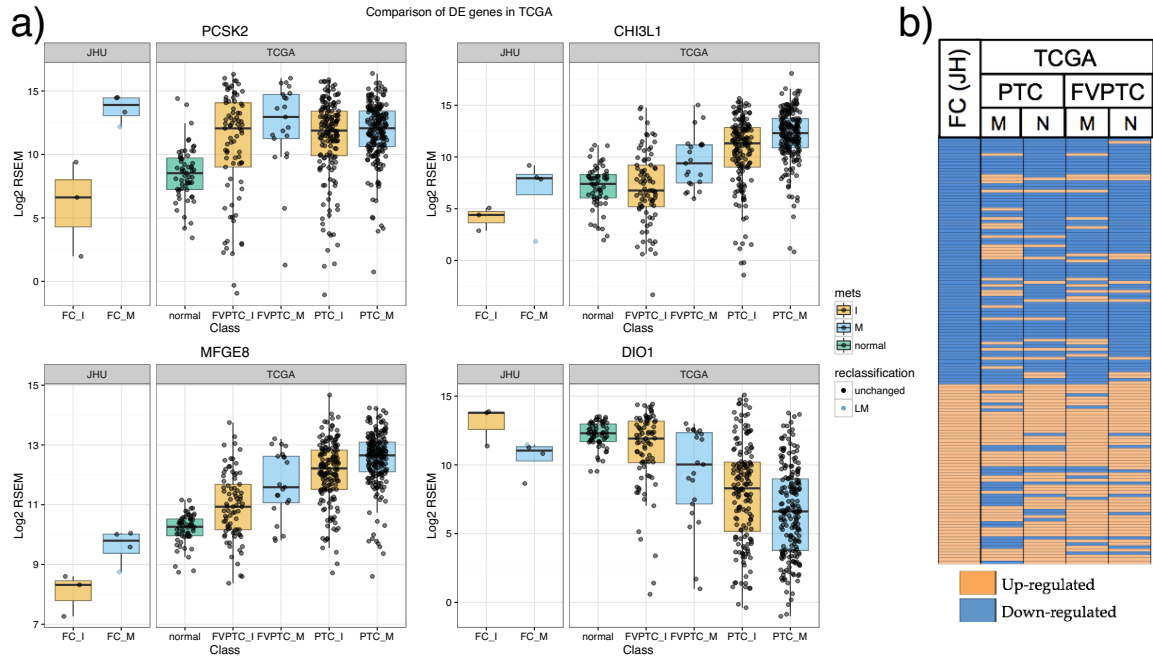 a)
Comparison of DE genes in TCGA
PCSK2
JHU
TCGA
15
10
5
0
Log2 RSEM
FC_I
FC_M
normal
FVPTC_I
FVPTC_M
PTC_I
PTC_M
Class
CHI3L1
JHU
TCGA
15
10
5
0
Log2 RSEM
FC_I
FC_M
normal
FVPTC_I
FVPTC_M
PTC_I
PTC_M
Class
MFGE8
JHU
TCGA
15
13
11
9
7
Log2 RSEM
FC_I
FC_M
normal
FVPTC_I
FVPTC_M
PTC_I
PTC_M
Class
DIO1
JHU
TCGA
15
10
5
0
Log2 RSEM
FC_I
FC_M
normal
FVPTC_I
FVPTC_M
PTC_I
PTC_M
Class
mets
I
M
normal
reclassification
unchanged
LM
b)
FC (JH)
TCGA
PTC
FVPTC
M
N
M
N
Up-regulated
Down-regulated